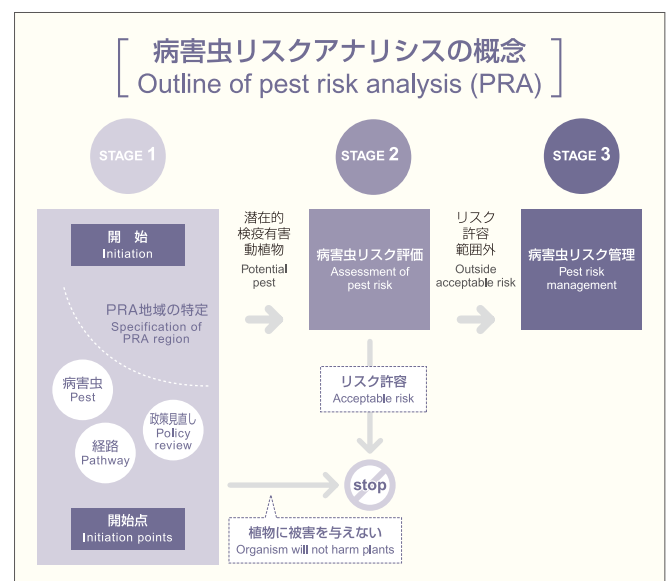 病害虫リスクアナリシスの概念
Outline of pest risk analysis (PRA)
STAGE 1
STAGE 2
STAGE 3
開 始
Initiation
PRA地域の特定
Specification of
PRA region
病害虫
Pest
政策見直し
Policy
review
経路
Pathway
開始点
Initiation points
潜在的
検疫有害
動植物
Potential
pest
病害虫リスク評価
Assessment of
pest risk
リスク
許容
範囲外
Outside
acceptable risk
病害虫リスク管理
Pest risk
management
リスク許容
Acceptable risk
stop
植物に被害を与えない
Organism will not harm plants